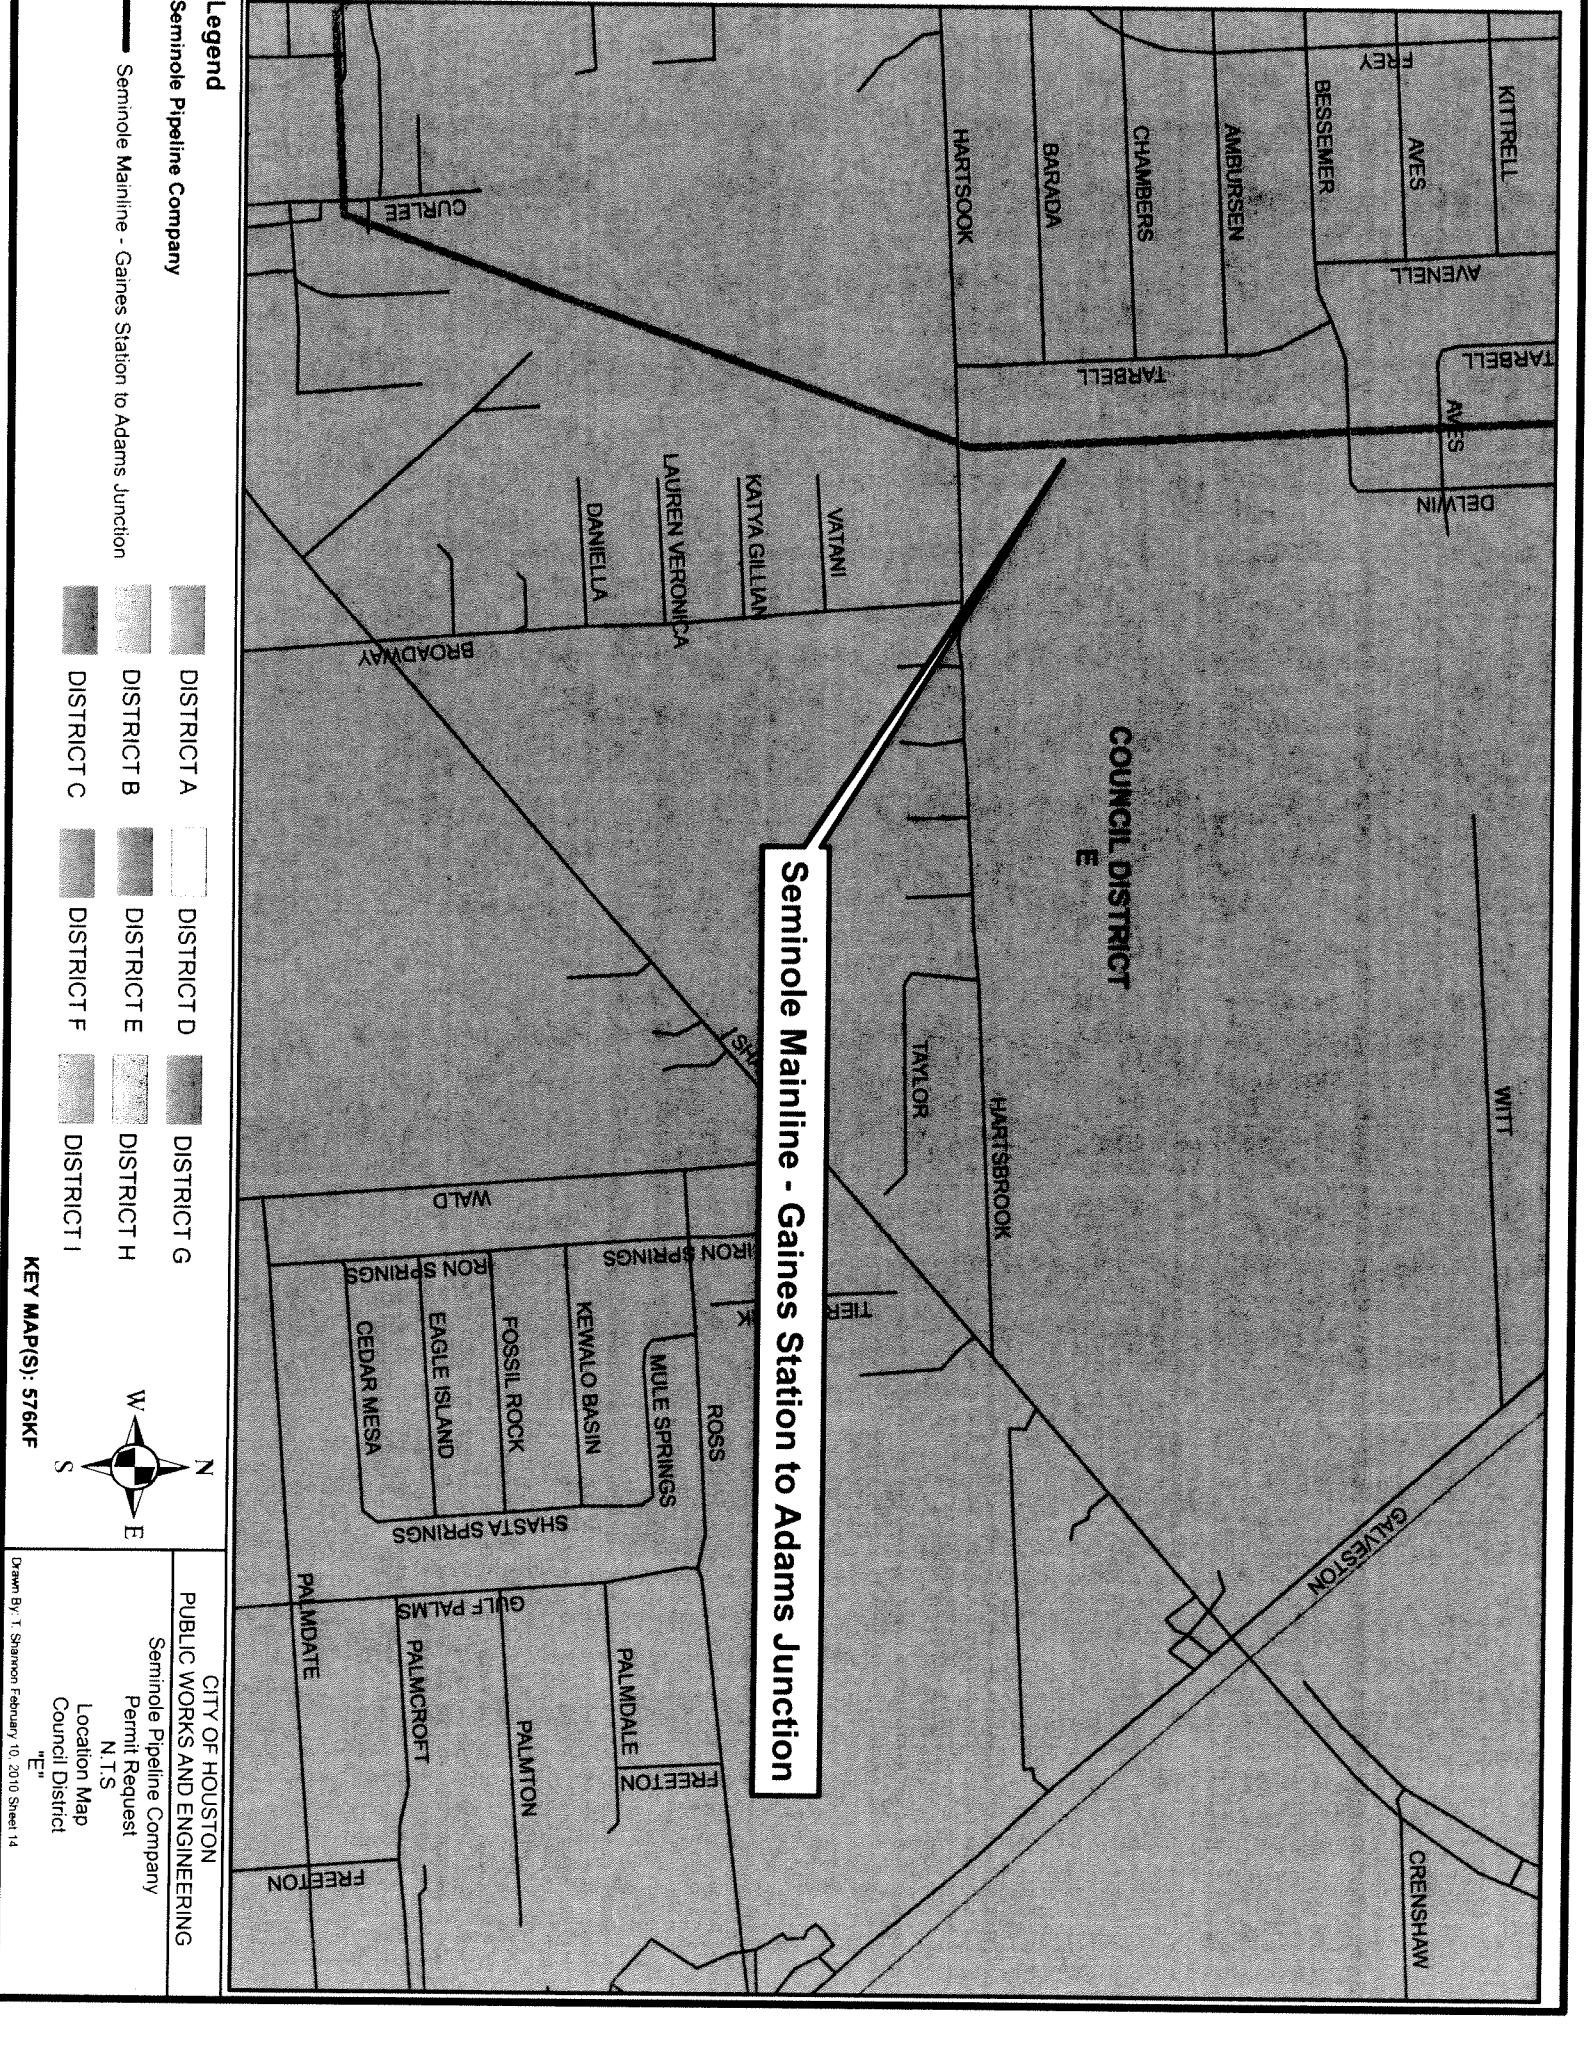 KITTRELL
FREY
AVES
BESSEMER
AMBURSEN
CHAMBERS
BARADA
HARTSOOK
AVENELL
TARBELL
TARBELL
AVES
DELWIN
CURLEE
VATANI
KATYA GILLIAN
LAUREN VERONICA
DANIELLA
BROADWAY
COUNCIL DISTRICT
E
WITT
Seminole Mainline - Gaines Station to Adams Junction
TAYLOR
HARTSBROOK
WALD
IRON SPRINGS
IRON SPRINGS
ROSS
MULE SPRINGS
KEWALO BASIN
FOSSIL ROCK
EAGLE ISLAND
CEDAR MESA
SHASTA SPRINGS
GALVESTON
GULF PALMS
PALMDALE
FREETON
PALMTON
PALMCROFT
PALMDATE
FREETON
CRENSHAW
Legend
Seminole Pipeline Company
Seminole Mainline - Gaines Station to Adams Junction
DISTRICT A
DISTRICT B
DISTRICT C
DISTRICT D
DISTRICT E
DISTRICT F
DISTRICT G
DISTRICT H
DISTRICT I
KEY MAP(S): 576KF
N
W E
S
CITY OF HOUSTON
PUBLIC WORKS AND ENGINEERING
Seminole Pipeline Company
Permit Request
N.T.S
Location Map
Council District
"E"
Drawn By: T. Shannon February 10, 2010 Sheet 14